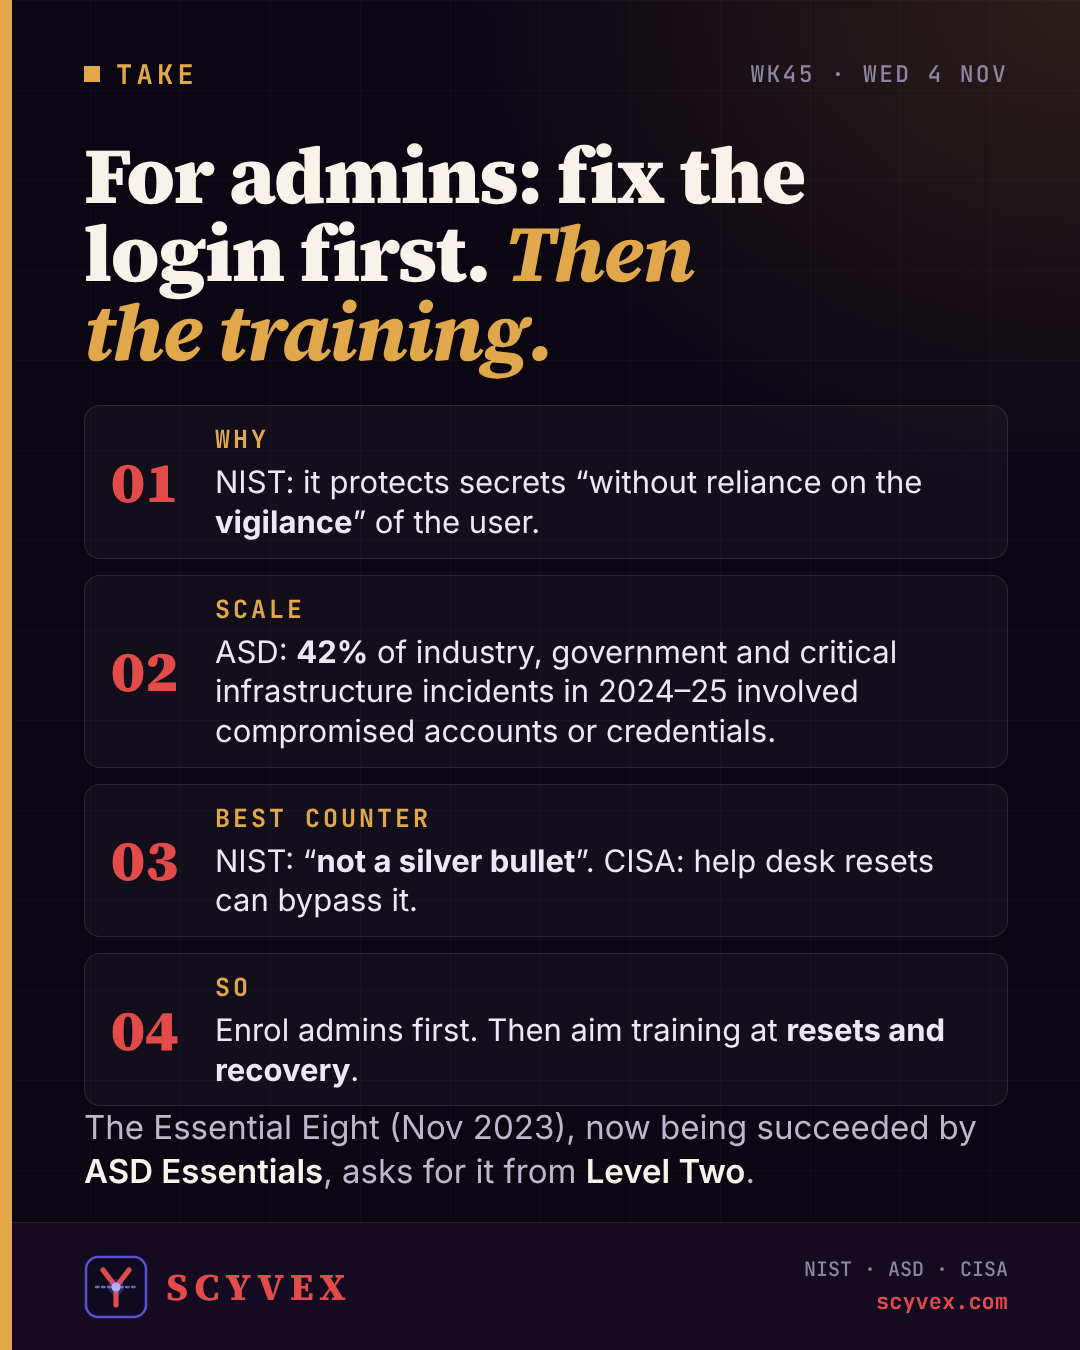 TAKE
WK45 · WED 4 NOV
For admins: fix the
login first. Then
the training.
WHY
01
NIST: it protects secrets “without reliance on the
vigilance” of the user.
SCALE
02
ASD: 42% of industry, government and critical
infrastructure incidents in 2024–25 involved
compromised accounts or credentials.
BEST COUNTER
03
NIST: “not a silver bullet”. CISA: help desk resets
can bypass it.
SO
04
Enrol admins first. Then aim training at resets and
recovery.
The Essential Eight (Nov 2023), now being succeeded by
ASD Essentials, asks for it from Level Two.
SCYVEX
NIST · ASD · CISA
scyvex.com